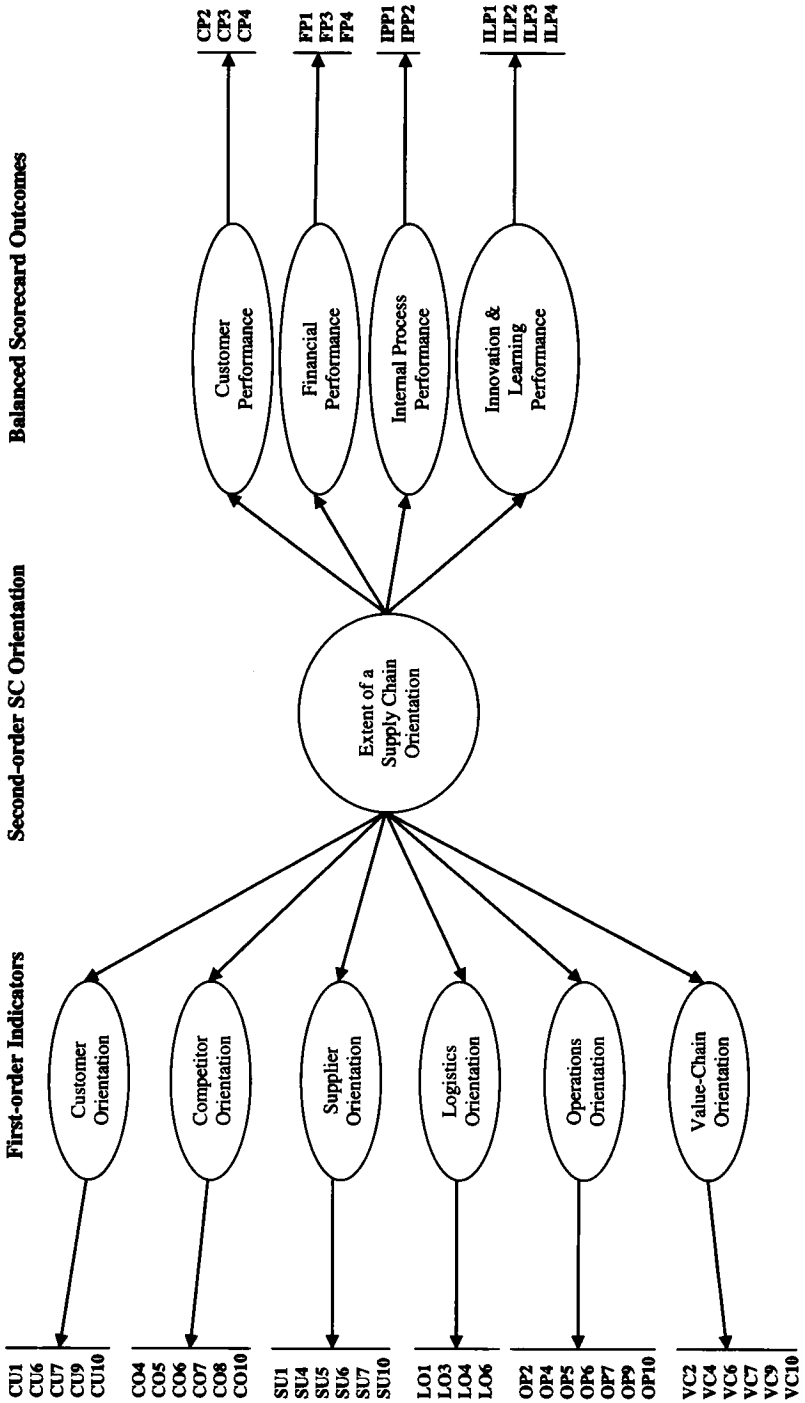 First-order Indicators
Second-order SC Orientation
Balanced Scorecard Outcomes
CU1
CU6
CU7
CU9
CU10
CO4
CO5
CO6
CO7
CO8
CO10
SU1
SU4
SU5
SU6
SU7
SU10
LO1
LO3
LO4
LO6
OP2
OP4
OP5
OP6
OP7
OP9
OP10
VC2
VC4
VC6
VC7
VC9
VC10
Customer
Orientation
Competitor
Orientation
Supplier
Orientation
Logistics
Orientation
Operations
Orientation
Value-Chain
Orientation
Extent of a
Supply Chain
Orientation
Customer
Performance
Financial
Performance
Internal Process
Performance
Innovation &
Learning
Performance
CP2
CP3
CP4
FP1
FP3
FP4
IPP1
IPP2
ILP1
ILP2
ILP3
ILP4